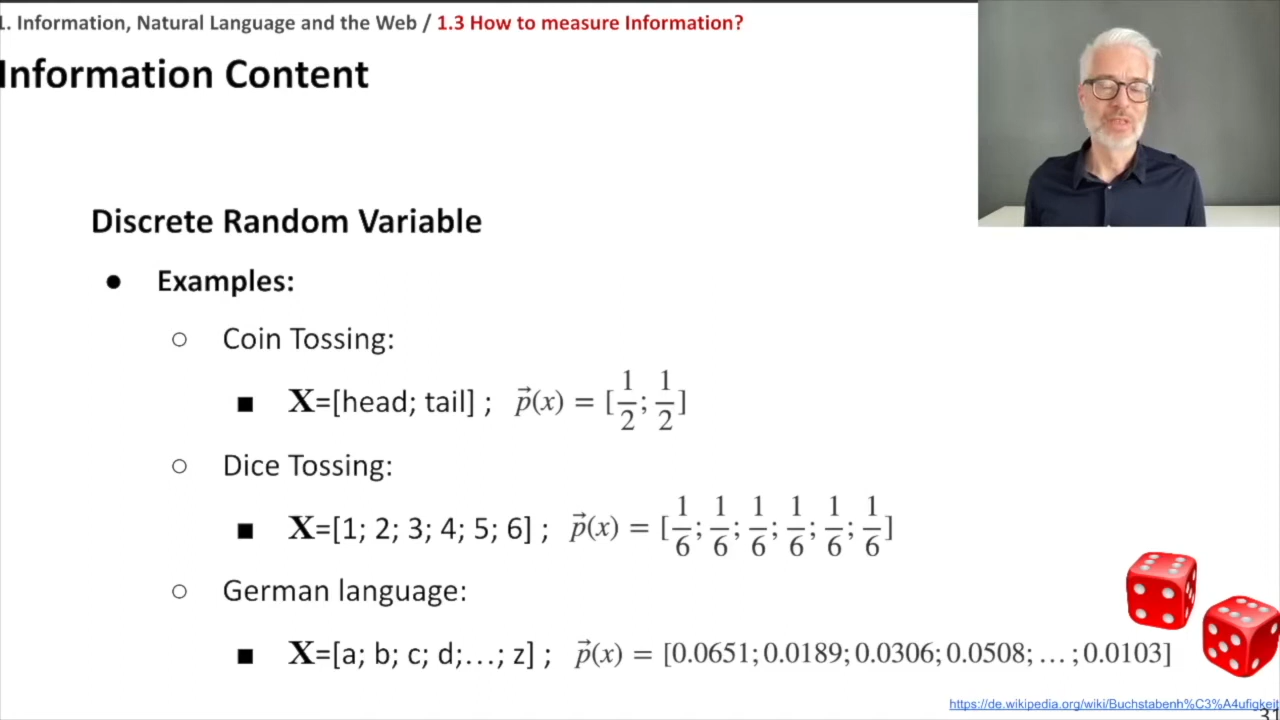 1. Information, Natural Language and the Web / 1.3 How to measure Information?
Information Content
Discrete Random Variable
● Examples:
○ Coin Tossing:
■ X=[head; tail] ; p⃗(x) = [1/2; 1/2]
○ Dice Tossing:
■ X=[1; 2; 3; 4; 5; 6] ; p⃗(x) = [1/6; 1/6; 1/6; 1/6; 1/6; 1/6]
○ German language:
■ X=[a; b; c; d;...; z] ; p⃗(x) = [0.0651; 0.0189; 0.0306; 0.0508; … ; 0.0103]
https://de.wikipedia.org/wiki/Buchstabenh%C3%A4ufigkeit
31